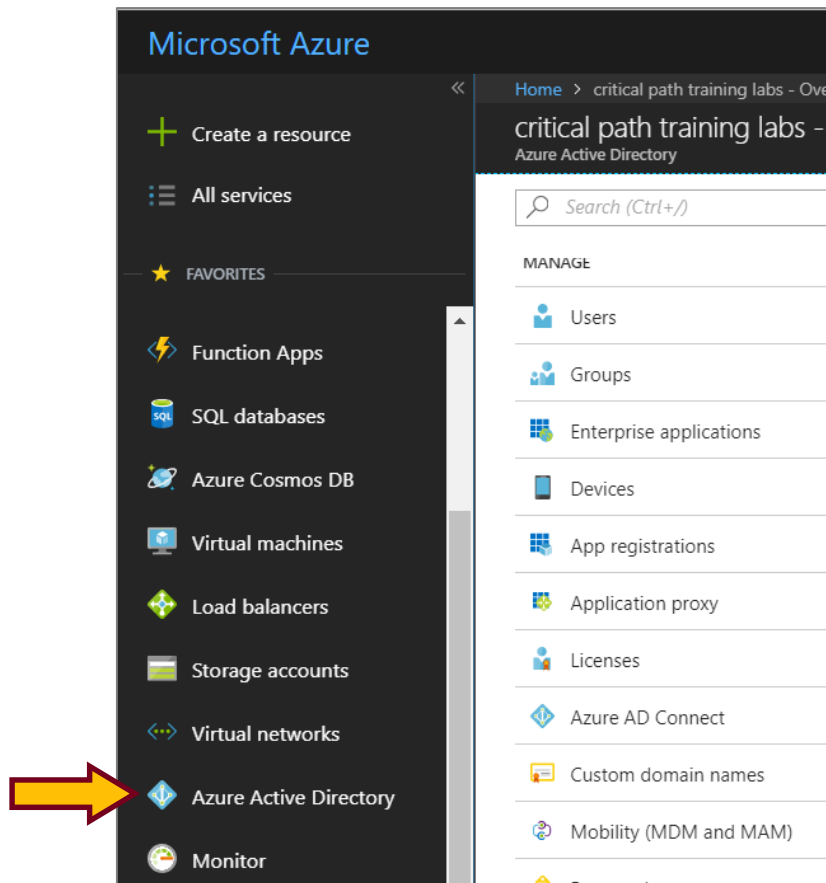 Microsoft Azure
Create a resource
All services
FAVORITES
Function Apps
SQL
SQL databases
Azure Cosmos DB
Virtual machines
Load balancers
Storage accounts
Virtual networks
Azure Active Directory
Monitor
Home > critical path training labs - Ove
critical path training labs -
Azure Active Directory
Search (Ctrl+/)
MANAGE
Users
Groups
Enterprise applications
Devices
App registrations
Application proxy
Licenses
Azure AD Connect
Custom domain names
Mobility (MDM and MAM)